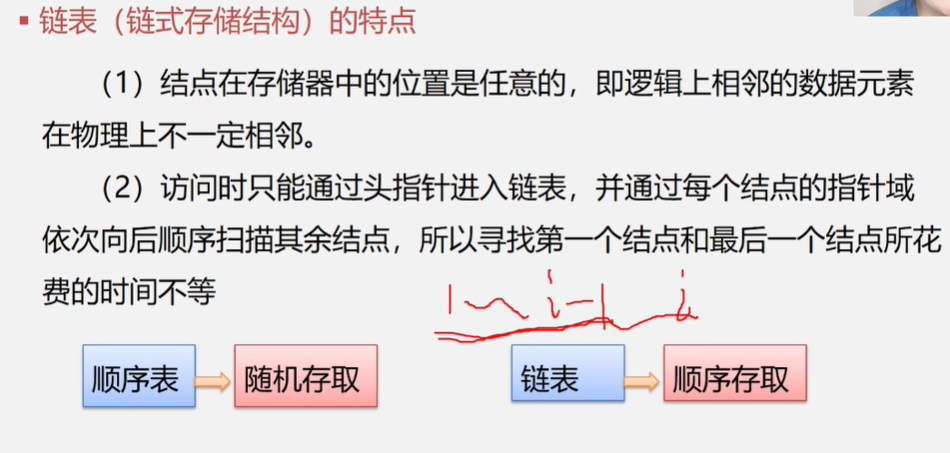 ▪ 链表（链式存储结构）的特点
（1）结点在存储器中的位置是任意的，即逻辑上相邻的数据元素
在物理上不一定相邻。
（2）访问时只能通过头指针进入链表，并通过每个结点的指针域
依次向后顺序扫描其余结点，所以寻找第一个结点和最后一个结点所花
费的时间不等
1~i-1 i
顺序表 随机存取 链表 顺序存取